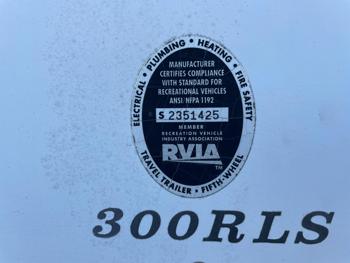 ELECTRICAL • PLUMBING • HEATING • FIRE SAFETY
MANUFACTURER
CERTIFIES COMPLIANCE
WITH STANDARD FOR
RECREATIONAL VEHICLES
ANSI/NFPA 1192
S 2351425
MEMBER
RECREATION VEHICLE
INDUSTRY ASSOCIATION
RVIA
TM
TRAVEL TRAILER • FIFTH-WHEEL
300RLS